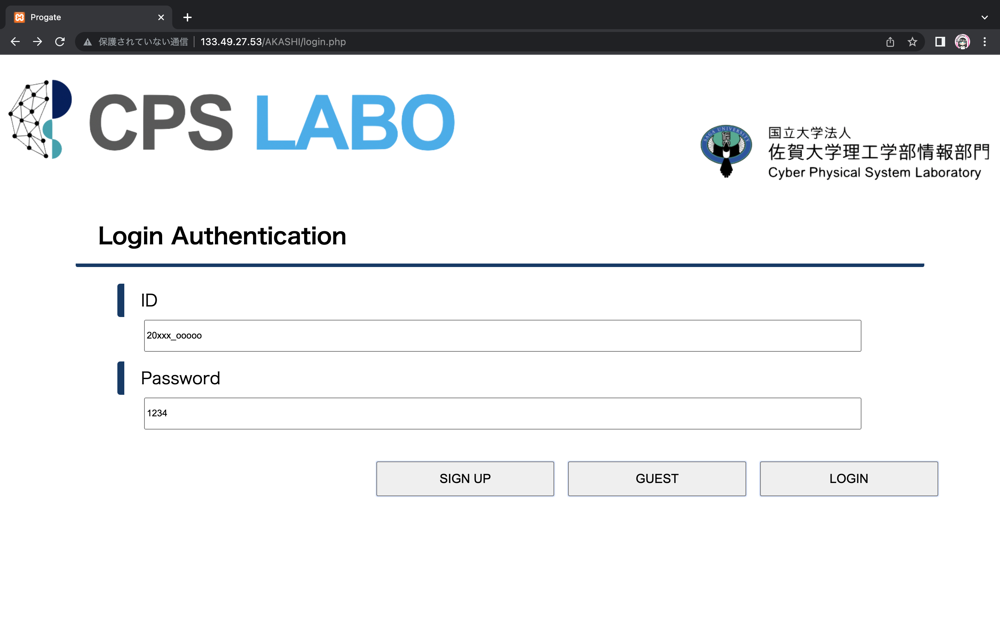 Progate
保護されていない通信 133.49.27.53/AKASHI/login.php
CPS LABO
SAGA UNIVERSITY
国立大学法人
佐賀大学理工学部情報部門
Cyber Physical System Laboratory
Login Authentication
ID
20xxx_ooooo
Password
1234
SIGN UP
GUEST
LOGIN